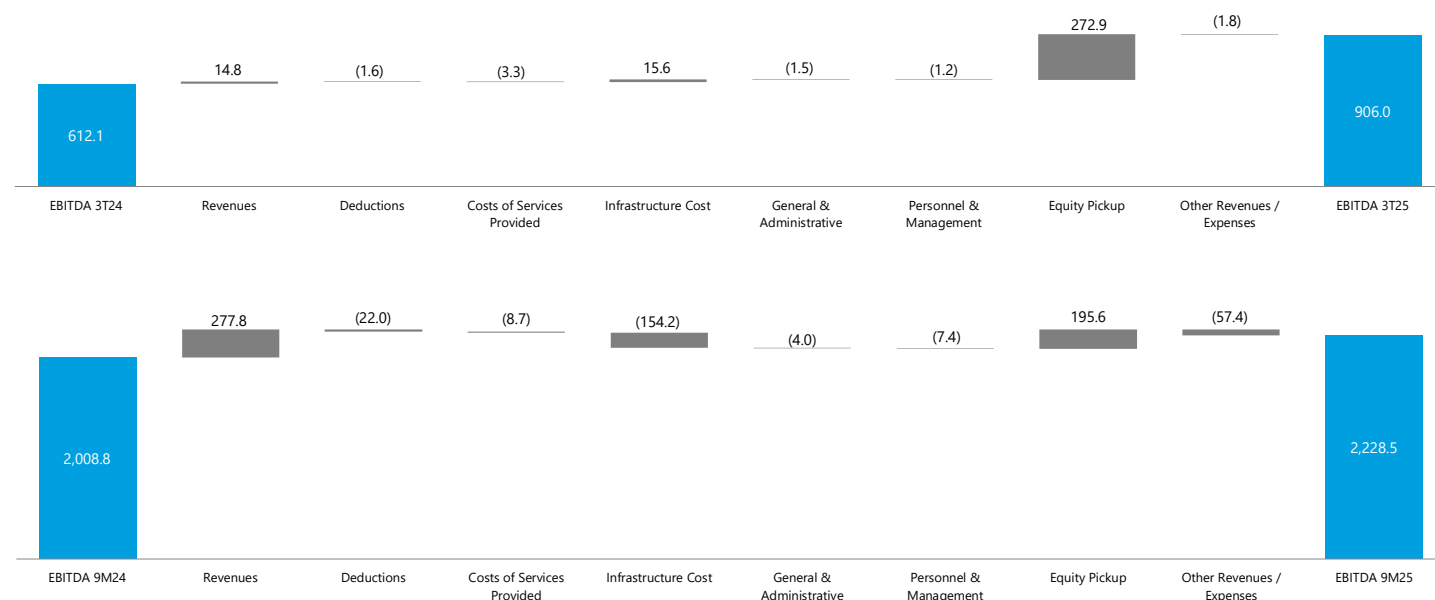 14.8
(1.6)
(3.3)
15.6
(1.5)
(1.2)
272.9
(1.8)
612.1
906.0
EBITDA 3T24
Revenues
Deductions
Costs of Services
Provided
Infrastructure Cost
General &
Administrative
Personnel &
Management
Equity Pickup
Other Revenues /
Expenses
EBITDA 3T25
277.8
(22.0)
(8.7)
(154.2)
(4.0)
(7.4)
195.6
(57.4)
2,008.8
2,228.5
EBITDA 9M24
Revenues
Deductions
Costs of Services
Provided
Infrastructure Cost
General &
Administrative
Personnel &
Management
Equity Pickup
Other Revenues /
Expenses
EBITDA 9M25